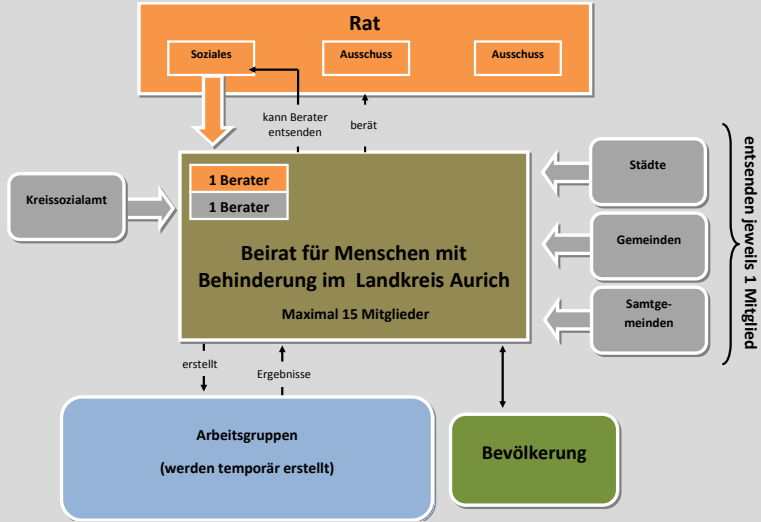 Rat
Soziales
Ausschuss
Ausschuss
kann Berater
entsenden
berät
1 Berater
1 Berater
Kreissozialamt
Beirat für Menschen mit
Behinderung im Landkreis Aurich
Maximal 15 Mitglieder
Städte
Gemeinden
Samtge-
meinden
entsenden jeweils 1 Mitglied
erstellt
Ergebnisse
Arbeitsgruppen
(werden temporär erstellt)
Bevölkerung